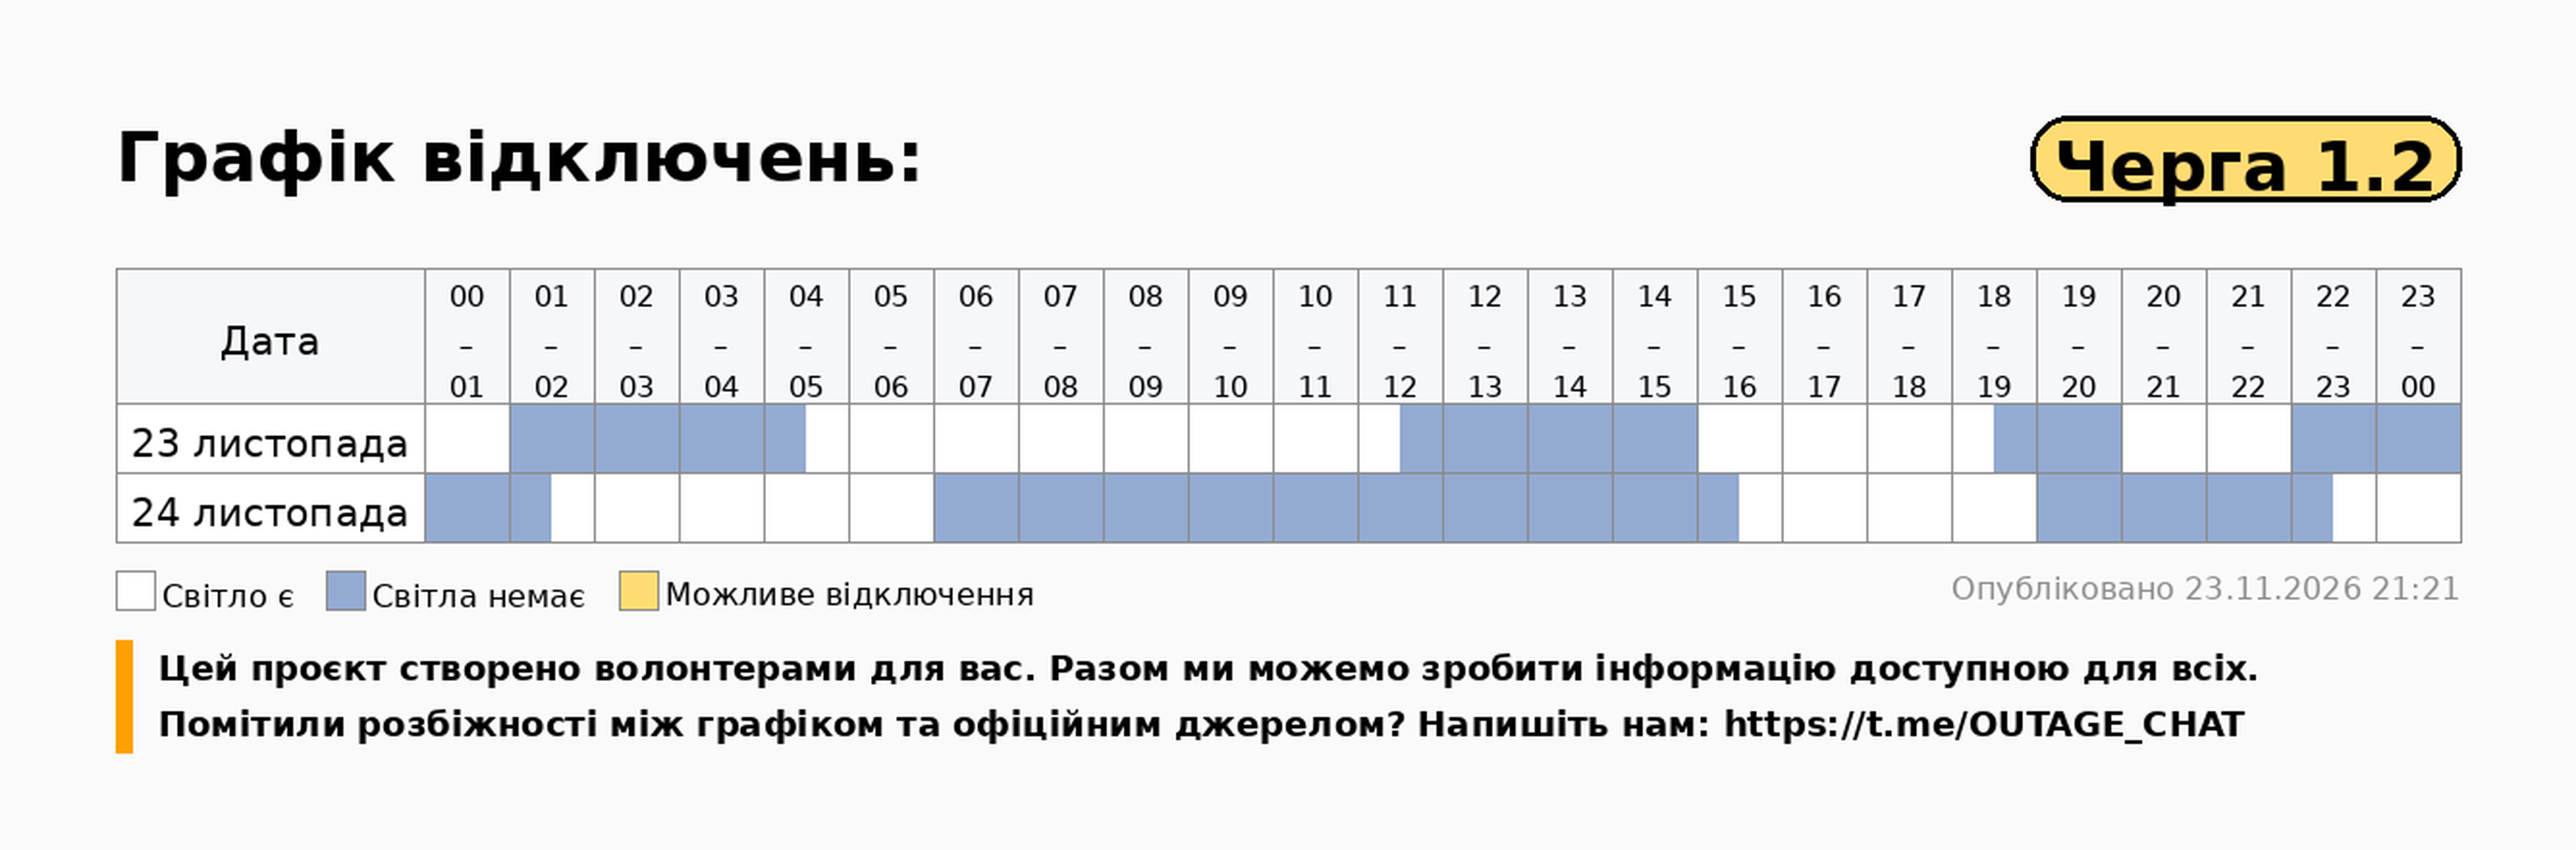 Графік відключень:
Черга 1.2
Дата
00 – 01
01 – 02
02 – 03
03 – 04
04 – 05
05 – 06
06 – 07
07 – 08
08 – 09
09 – 10
10 – 11
11 – 12
12 – 13
13 – 14
14 – 15
15 – 16
16 – 17
17 – 18
18 – 19
19 – 20
20 – 21
21 – 22
22 – 23
23 – 00
23 листопада
24 листопада
Світло є
Світла немає
Можливе відключення
Опубліковано 23.11.2026 21:21
Цей проєкт створено волонтерами для вас. Разом ми можемо зробити інформацію доступною для всіх.
Помітили розбіжності між графіком та офіційним джерелом? Напишіть нам: https://t.me/OUTAGE_CHAT